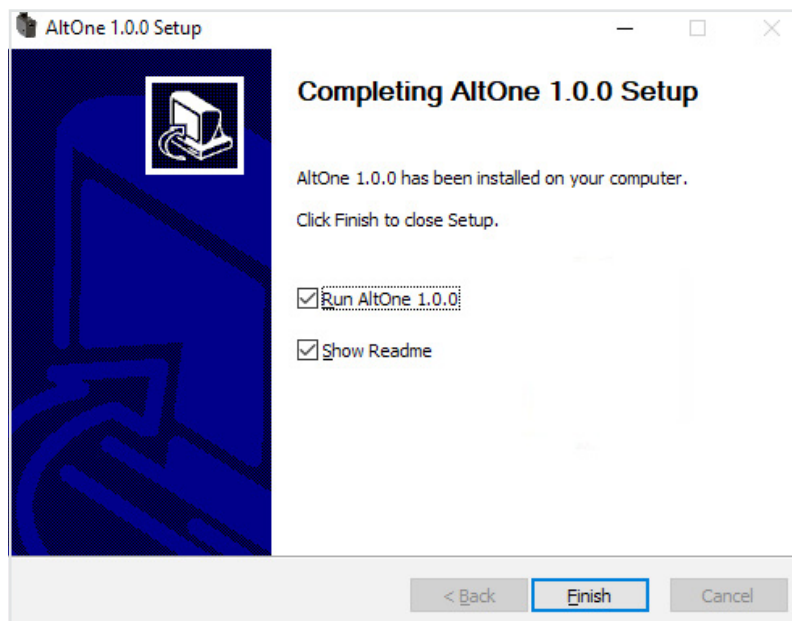 AltOne 1.0.0 Setup
Completing AltOne 1.0.0 Setup
AltOne 1.0.0 has been installed on your computer.
Click Finish to close Setup.
Run AltOne 1.0.0
Show Readme
< Back Finish Cancel